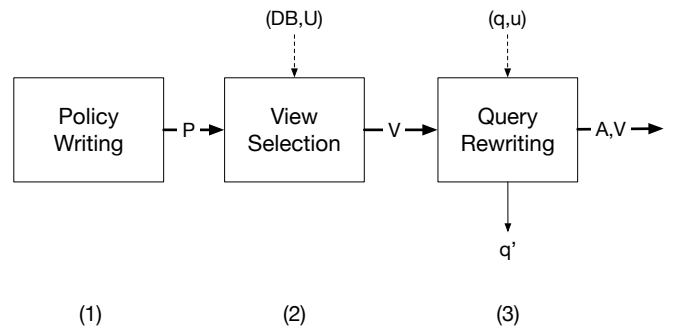 (DB,U)
(q,u)
Policy
Writing
P
View
Selection
V
Query
Rewriting
A,V
q'
(1)
(2)
(3)